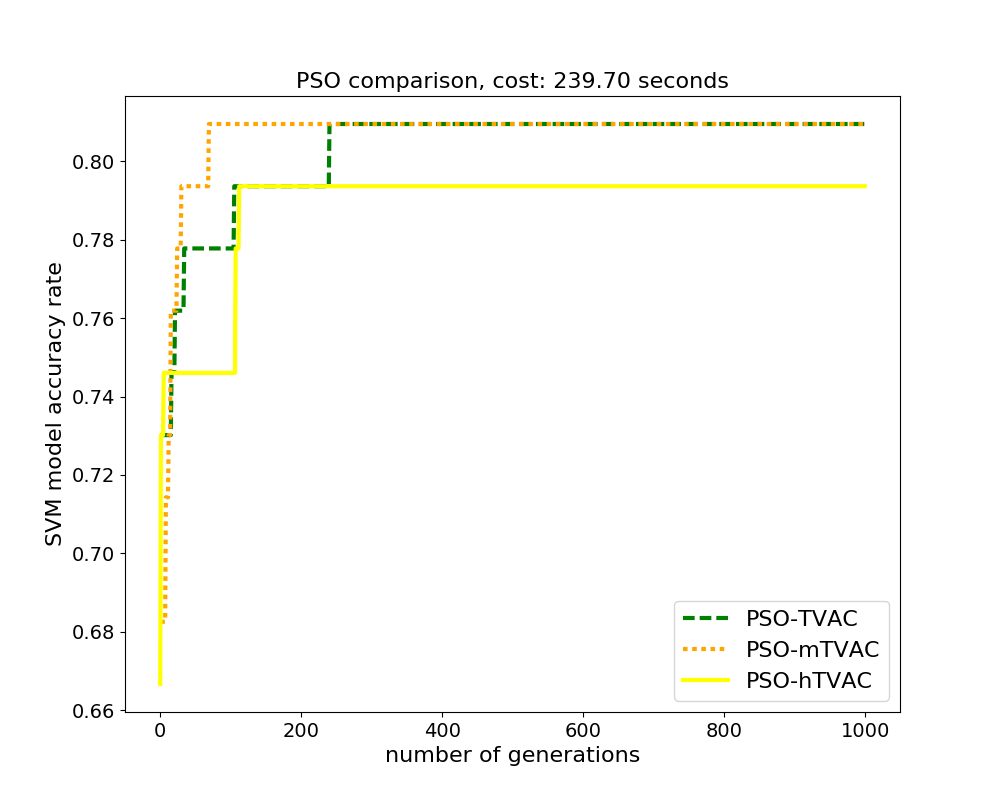 PSO comparison, cost: 239.70 seconds
SVM model accuracy rate
0.80
0.78
0.76
0.74
0.72
0.70
0.68
0.66
0 200 400 600 800 1000
number of generations
PSO-TVAC
PSO-mTVAC
PSO-hTVAC